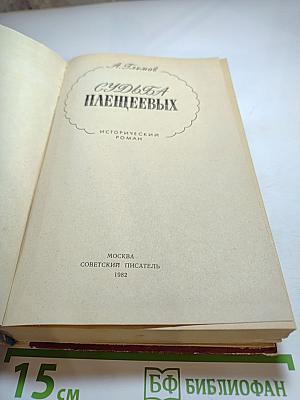 А. Глумов
СУДЬБА
ПЛЕЩЕЕВЫХ
ИСТОРИЧЕСКИЙ
РОМАН
МОСКВА
СОВЕТСКИЙ ПИСАТЕЛЬ
1982
15 см
БФ БИБЛИОФАН